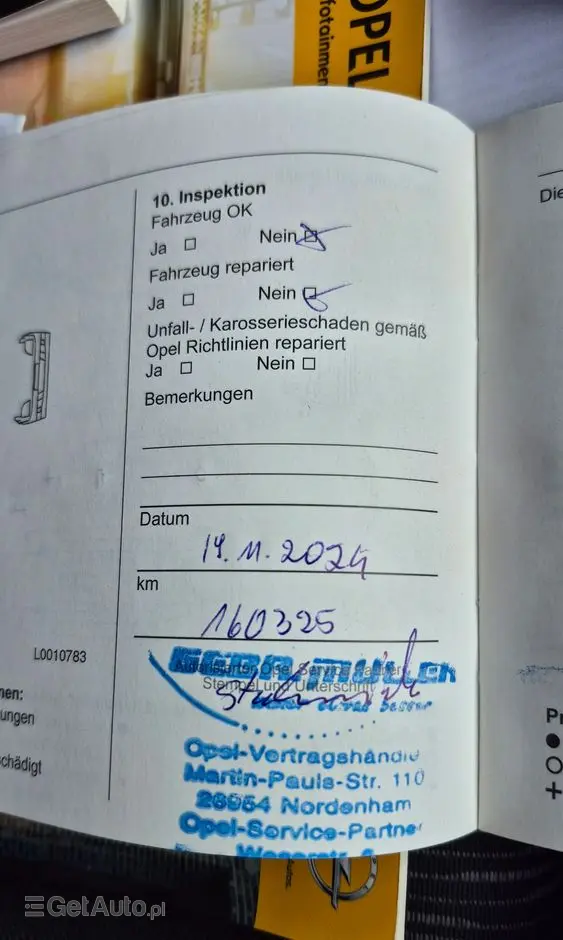 OPEL
10. Inspektion
Fahrzeug OK
Ja Nein
Fahrzeug repariert
Ja Nein
Unfall- / Karosserieschaden gemäß
Opel Richtlinien repariert
Ja Nein
Bemerkungen
Datum
14.11.2024
km
160325
L0010783
nen:
ungen
chädigt
Stempel und Unterschrift
Opel-Vertragshändle
Martin-Pauls-Str. 110
26954 Nordenham
Opel-Service-Partner
Weserstr.
Die
GetAuto.pl